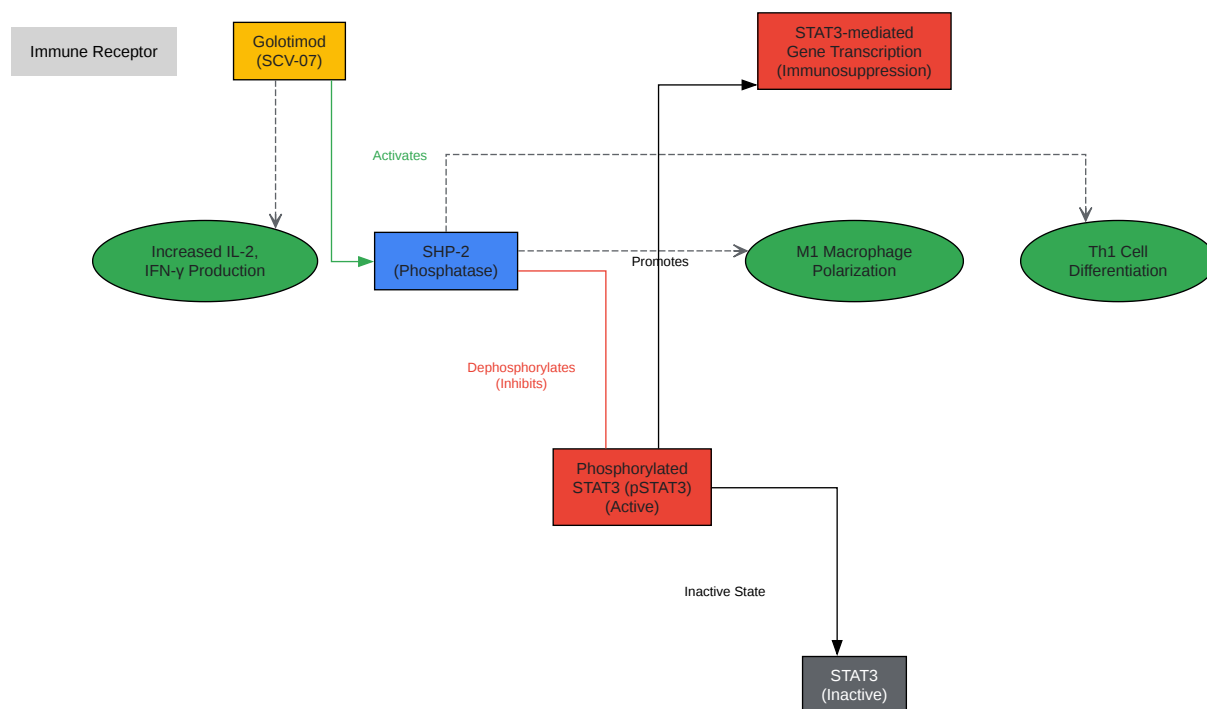 Immune Receptor
Golotimod
(SCV-07)
STAT3-mediated
Gene Transcription
(Immunosuppression)
Activates
Increased IL-2,
IFN-γ Production
SHP-2
(Phosphatase)
Promotes
M1 Macrophage
Polarization
Th1 Cell
Differentiation
Dephosphorylates
(Inhibits)
Phosphorylated
STAT3 (pSTAT3)
(Active)
Inactive State
STAT3
(Inactive)